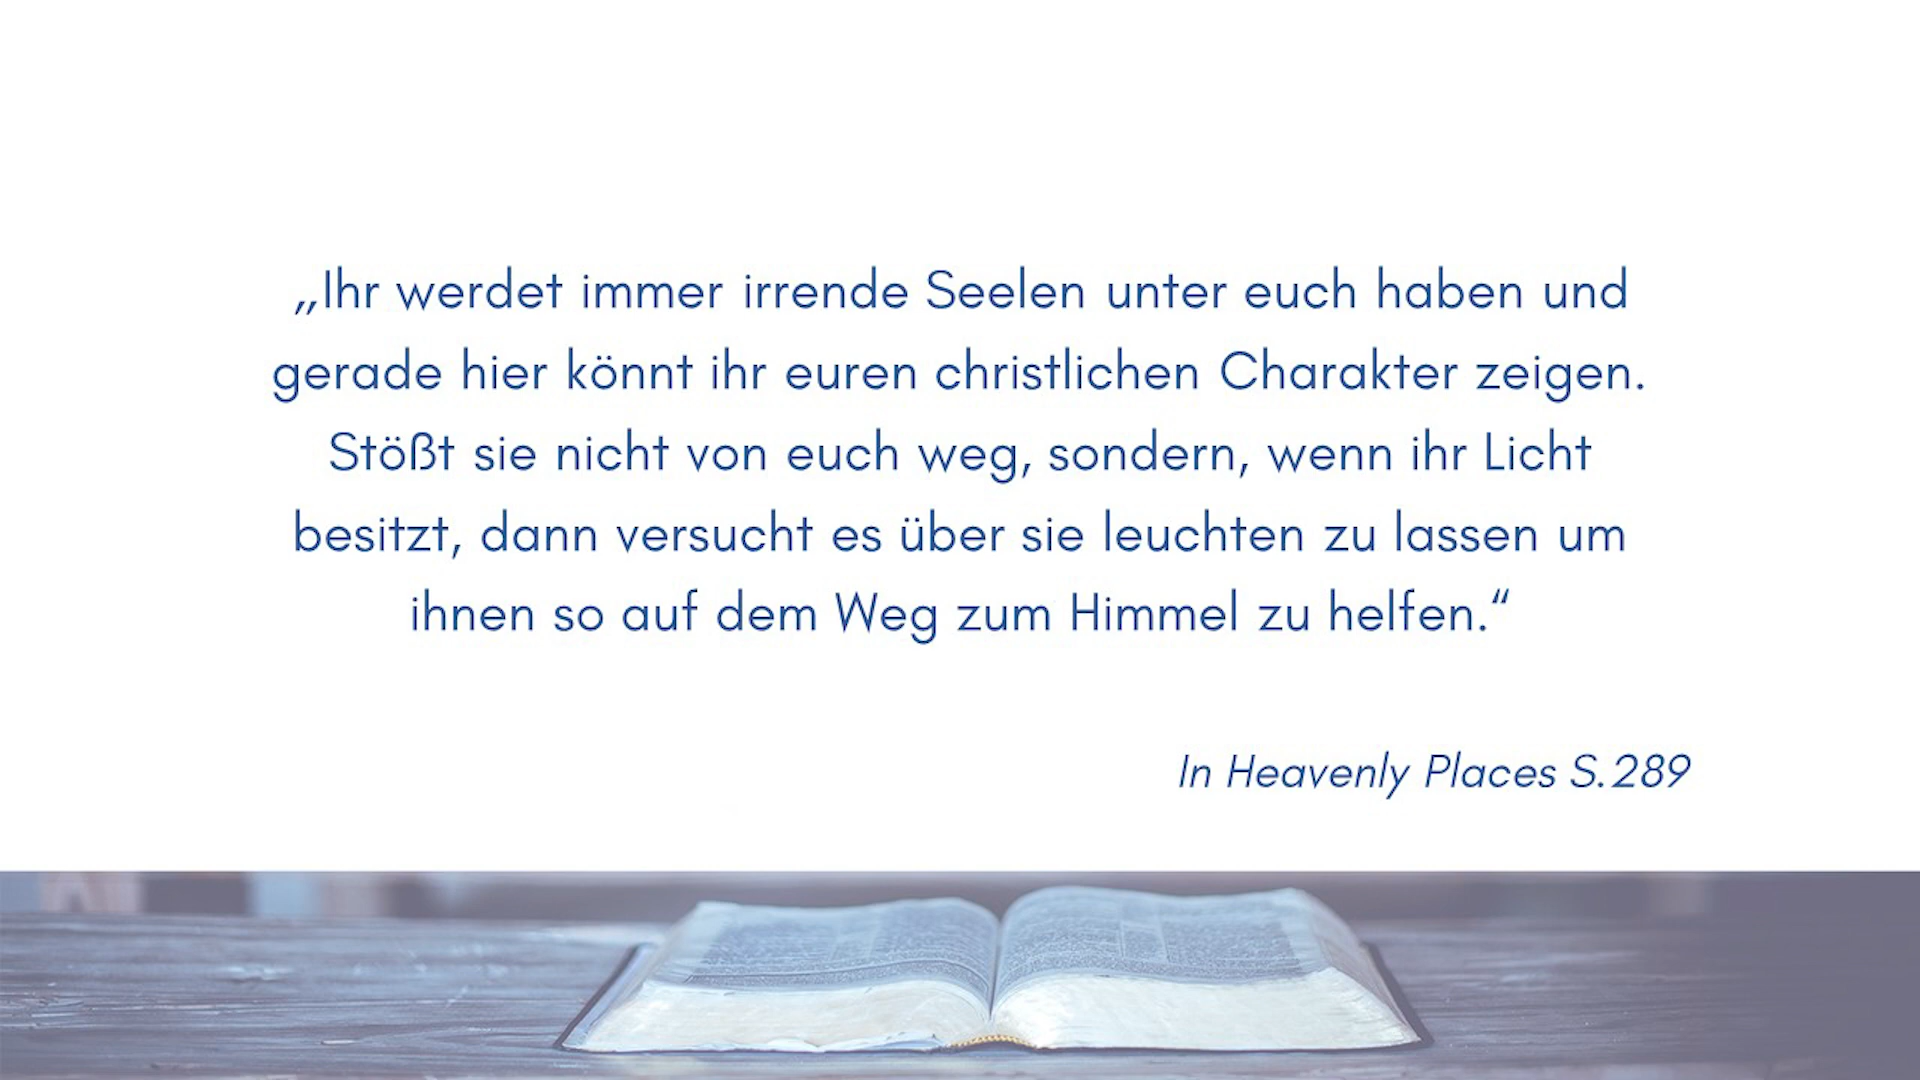 „Ihr werdet immer irrende Seelen unter euch haben und
gerade hier könnt ihr euren christlichen Charakter zeigen.
Stößt sie nicht von euch weg, sondern, wenn ihr Licht
besitzt, dann versucht es über sie leuchten zu lassen um
ihnen so auf dem Weg zum Himmel zu helfen.“
In Heavenly Places S.289